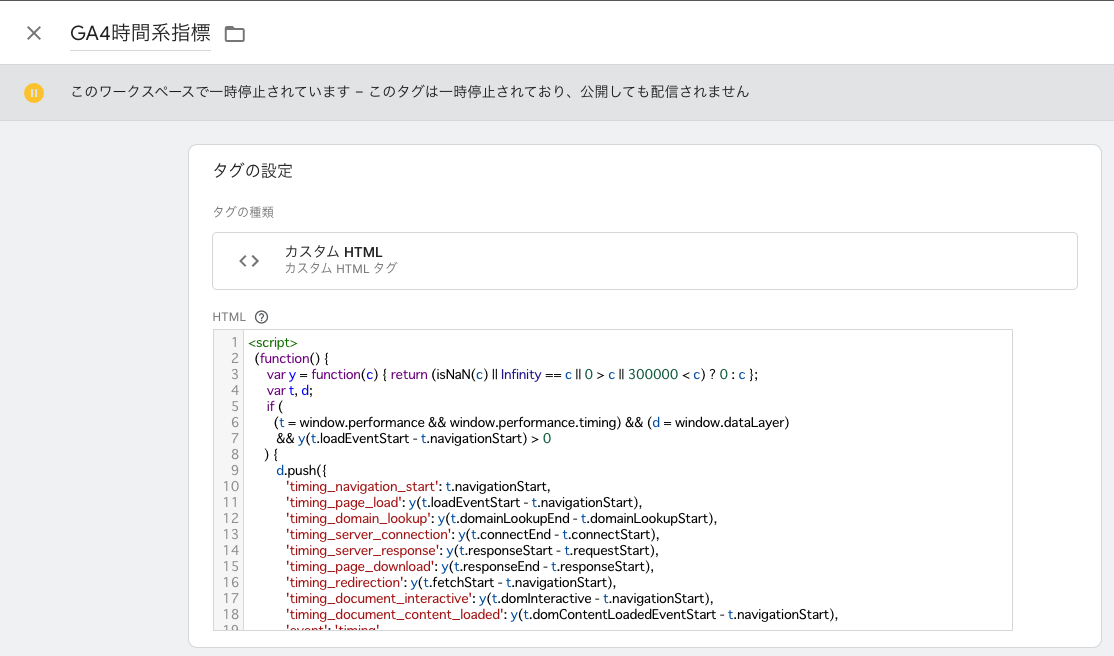 GA4時間系指標
このワークスペースで一時停止されています – このタグは一時停止されており、公開しても配信されません
タグの設定
タグの種類
カスタム HTML
カスタム HTML タグ
HTML
1 <script>
2 (function() {
3 var y = function(c) { return (isNaN(c) || Infinity == c || 0 > c || 300000 < c) ? 0 : c };
4 var t, d;
5 if (
6 (t = window.performance && window.performance.timing) && (d = window.dataLayer)
7 && y(t.loadEventStart - t.navigationStart) > 0
8 ) {
9 d.push({
10 'timing_navigation_start': t.navigationStart,
11 'timing_page_load': y(t.loadEventStart - t.navigationStart),
12 'timing_domain_lookup': y(t.domainLookupEnd - t.domainLookupStart),
13 'timing_server_connection': y(t.connectEnd - t.connectStart),
14 'timing_server_response': y(t.responseStart - t.requestStart),
15 'timing_page_download': y(t.responseEnd - t.responseStart),
16 'timing_redirection': y(t.fetchStart - t.navigationStart),
17 'timing_document_interactive': y(t.domInteractive - t.navigationStart),
18 'timing_document_content_loaded': y(t.domContentLoadedEventStart - t.navigationStart),
19 'event': 'timing'